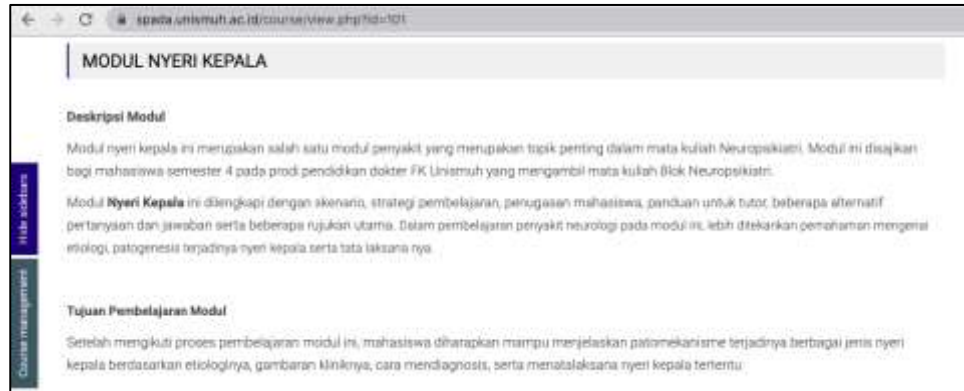 spada.unismuh.ac.id/course/view.php?id=101
MODUL NYERI KEPALA
Deskripsi Modul
Modul nyeri kepala ini merupakan salah satu modul penyakit yang merupakan topik penting dalam mata kuliah Neuropsikiatri. Modul ini disajikan
bagi mahasiswa semester 4 pada prodi pendidikan dokter FK Unismuh yang mengambil mata kuliah Blok Neuropsikiatri.
Modul Nyeri Kepala ini dilengkapi dengan skenario, strategi pembelajaran, penugasan mahasiswa, panduan untuk tutor, beberapa alternatif
pertanyaan dan jawaban serta beberapa rujukan utama. Dalam pembelajaran penyakit neurologi pada modul ini, lebih ditekankan pemahaman mengenai
etiologi, patogenesis terjadinya nyeri kepala serta tata laksana nya.
Tujuan Pembelajaran Modul
Setelah mengikuti proses pembelajaran modul ini, mahasiswa diharapkan mampu menjelaskan patomekanisme terjadinya berbagai jenis nyeri
kepala berdasarkan etiologinya, gambaran kliniknya, cara mendiagnosis, serta menatalaksana nyeri kepala tertentu
Hide sidebars
Course management